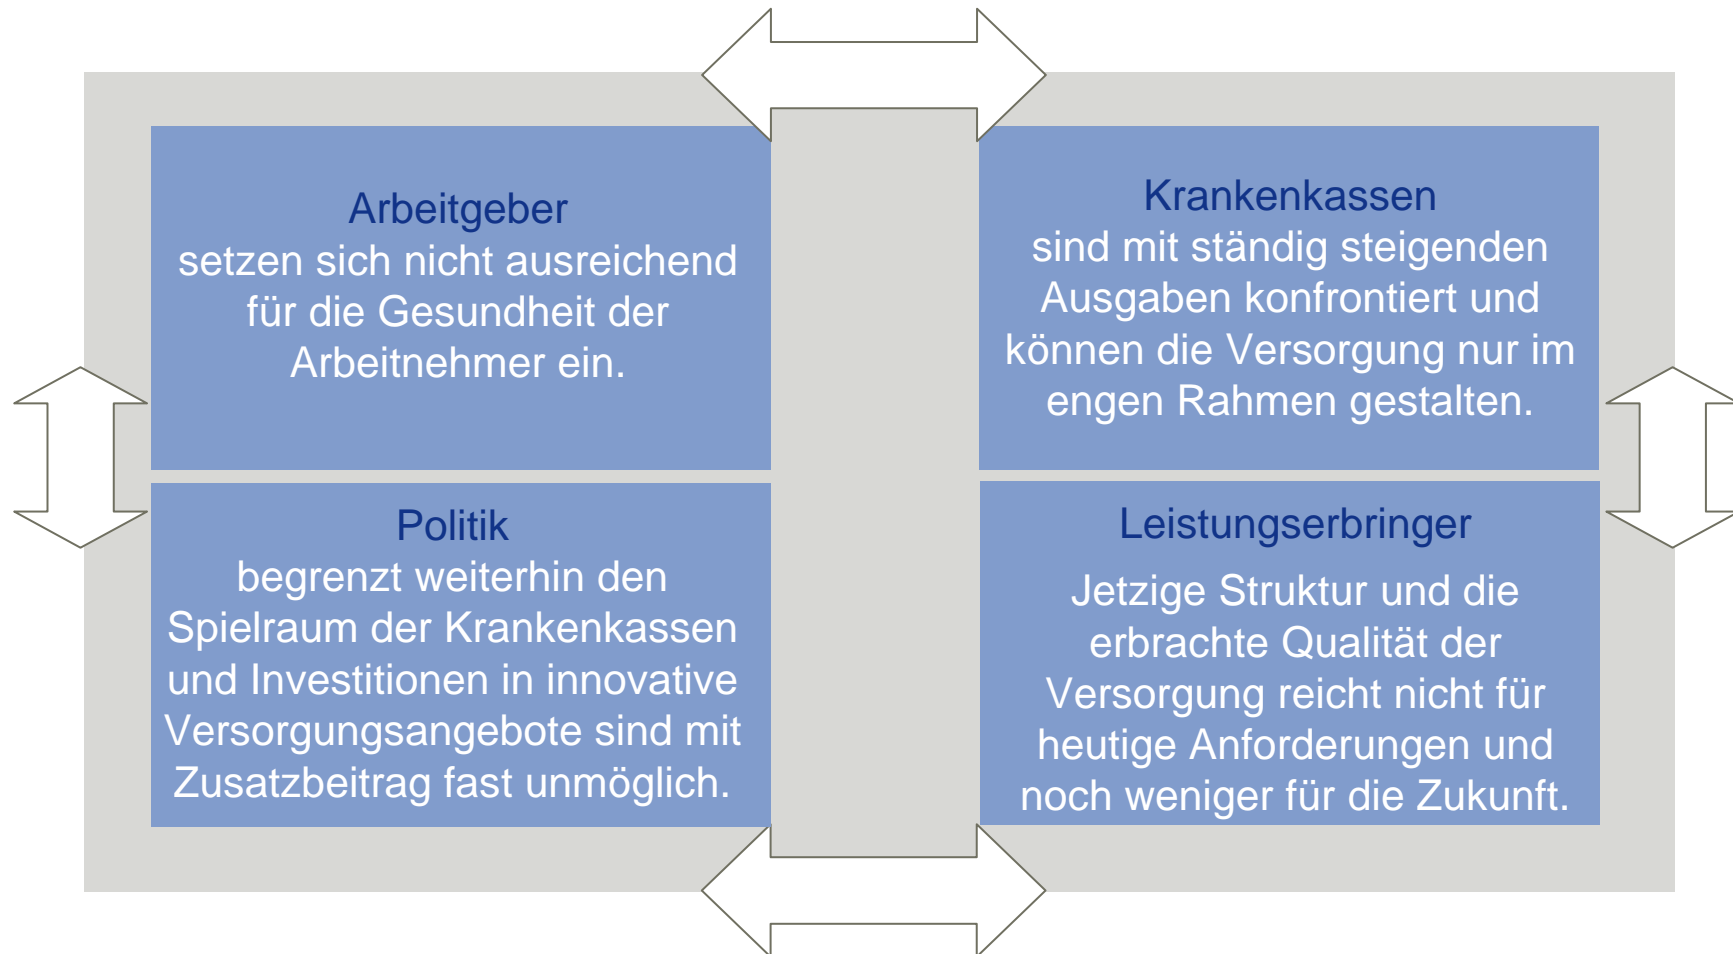 Arbeitgeber
setzen sich nicht ausreichend
für die Gesundheit der
Arbeitnehmer ein.
Krankenkassen
sind mit ständig steigenden
Ausgaben konfrontiert und
können die Versorgung nur im
engen Rahmen gestalten.
Politik
begrenzt weiterhin den
Spielraum der Krankenkassen
und Investitionen in innovative
Versorgungsangebote sind mit
Zusatzbeitrag fast unmöglich.
Leistungserbringer
Jetzige Struktur und die
erbrachte Qualität der
Versorgung reicht nicht für
heutige Anforderungen und
noch weniger für die Zukunft.